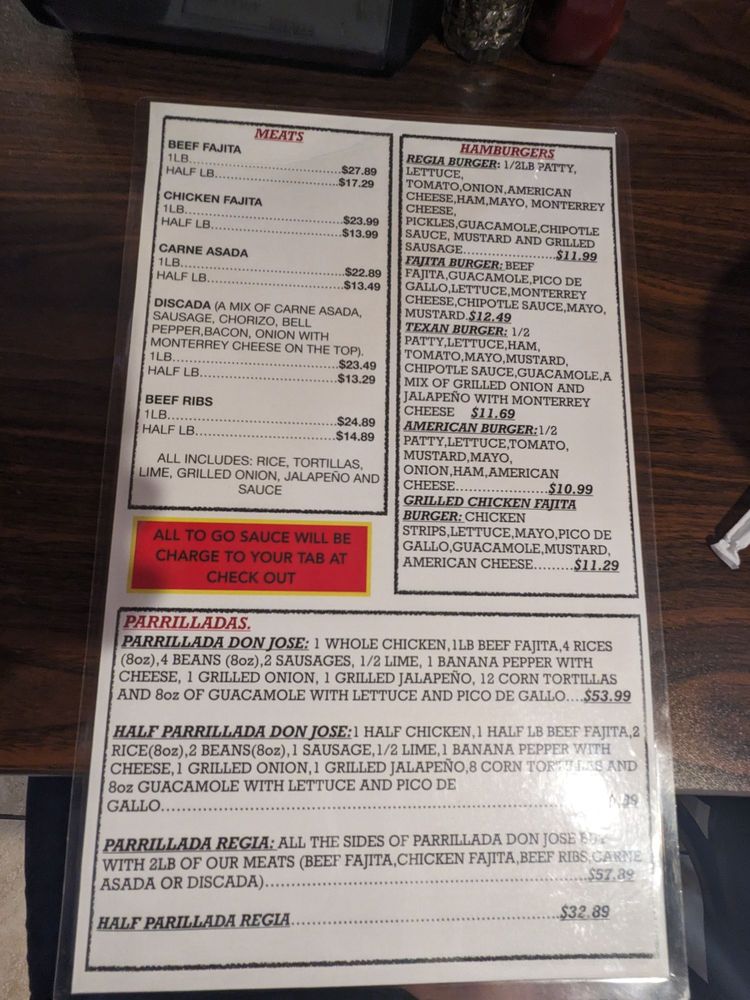 MEATS
BEEF FAJITA
1LB..................................$27.89
HALF LB............................$17.29
CHICKEN FAJITA
1LB..................................$23.99
HALF LB............................$13.99
CARNE ASADA
1LB..................................$22.89
HALF LB............................$13.49
DISCADA (A MIX OF CARNE ASADA,
SAUSAGE, CHORIZO, BELL
PEPPER,BACON, ONION WITH
MONTERREY CHEESE ON THE TOP).
1LB..................................$23.49
HALF LB............................$13.29
BEEF RIBS
1LB..................................$24.89
HALF LB............................$14.89
ALL INCLUDES: RICE, TORTILLAS,
LIME, GRILLED ONION, JALAPEÑO AND
SAUCE
ALL TO GO SAUCE WILL BE
CHARGE TO YOUR TAB AT
CHECK OUT
HAMBURGERS
REGIA BURGER: 1/2LB PATTY,
LETTUCE,
TOMATO,ONION,AMERICAN
CHEESE,HAM,MAYO, MONTERREY
CHEESE,
PICKLES,GUACAMOLE,CHIPOTLE
SAUCE, MUSTARD AND GRILLED
SAUSAGE..................$11.99
FAJITA BURGER: BEEF
FAJITA,GUACAMOLE,PICO DE
GALLO,LETTUCE,MONTERREY
CHEESE,CHIPOTLE SAUCE,MAYO,
MUSTARD.$12.49
TEXAN BURGER: 1/2
PATTY,LETTUCE,HAM,
TOMATO,MAYO,MUSTARD,
CHIPOTLE SAUCE,GUACAMOLE,A
MIX OF GRILLED ONION AND
JALAPEÑO WITH MONTERREY
CHEESE $11.69
AMERICAN BURGER:1/2
PATTY,LETTUCE,TOMATO,
MUSTARD,MAYO,
ONION,HAM,AMERICAN
CHEESE..................$10.99
GRILLED CHICKEN FAJITA
BURGER: CHICKEN
STRIPS,LETTUCE,MAYO,PICO DE
GALLO,GUACAMOLE,MUSTARD,
AMERICAN CHEESE........$11.29
PARRILLADAS.
PARRILLADA DON JOSE: 1 WHOLE CHICKEN,1LB BEEF FAJITA,4 RICES
(8oz),4 BEANS (8oz),2 SAUSAGES, 1/2 LIME, 1 BANANA PEPPER WITH
CHEESE, 1 GRILLED ONION, 1 GRILLED JALAPEÑO, 12 CORN TORTILLAS
AND 8oz OF GUACAMOLE WITH LETTUCE AND PICO DE GALLO....$53.99
HALF PARRILLADA DON JOSE:1 HALF CHICKEN,1 HALF LB BEEF FAJITA,2
RICE(8oz),2 BEANS(8oz),1 SAUSAGE,1/2 LIME,1 BANANA PEPPER WITH
CHEESE,1 GRILLED ONION,1 GRILLED JALAPEÑO,8 CORN TORTILLAS AND
8oz GUACAMOLE WITH LETTUCE AND PICO DE
GALLO..................................................
PARRILLADA REGIA: ALL THE SIDES OF PARRILLADA DON JOSE BUT
WITH 2LB OF OUR MEATS (BEEF FAJITA,CHICKEN FAJITA,BEEF RIBS,CARNE
ASADA OR DISCADA)..................................................$57.89
HALF PARILLADA REGIA..................................................$32.89